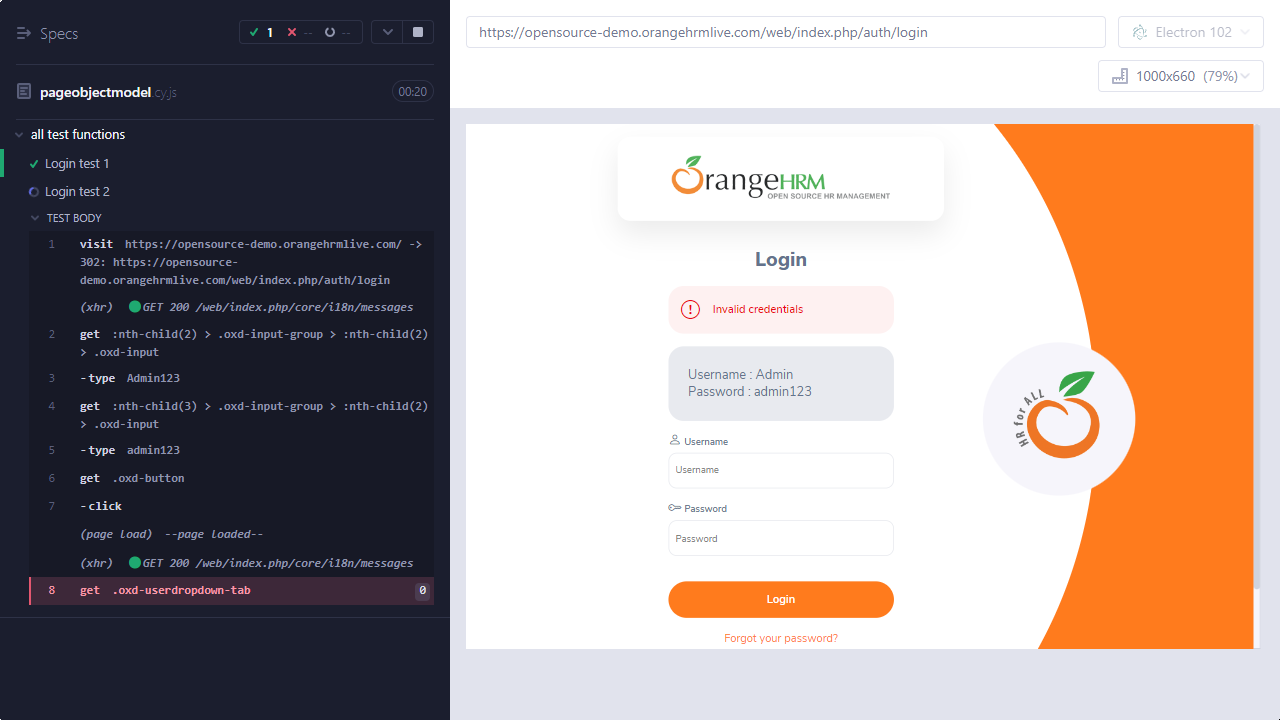 Specs
1
--
--
https://opensource-demo.orangehrmlive.com/web/index.php/auth/login
Electron 102
1000x660 (79%)
pageobjectmodel.cy.js
00:20
all test functions
Login test 1
Login test 2
TEST BODY
1 visit https://opensource-demo.orangehrmlive.com/ ->
302: https://opensource-
demo.orangehrmlive.com/web/index.php/auth/login
(xhr) GET 200 /web/index.php/core/i18n/messages
2 get :nth-child(2) > .oxd-input-group > :nth-child(2)
> .oxd-input
3 -type Admin123
4 get :nth-child(3) > .oxd-input-group > :nth-child(2)
> .oxd-input
5 -type admin123
6 get .oxd-button
7 -click
(page load) --page loaded--
(xhr) GET 200 /web/index.php/core/i18n/messages
8 get .oxd-userdropdown-tab 0
OrangeHRM
OPEN SOURCE HR MANAGEMENT
Login
Invalid credentials
Username : Admin
Password : admin123
Username
Username
Password
Password
Login
Forgot your password?
HR for ALL